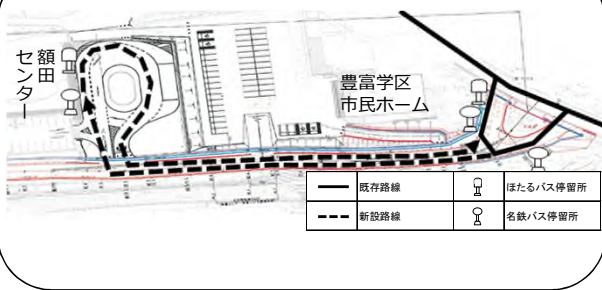 額田
センター
豊富学区
市民ホーム
既存路線
ほたるバス停留所
新設路線
名鉄バス停留所